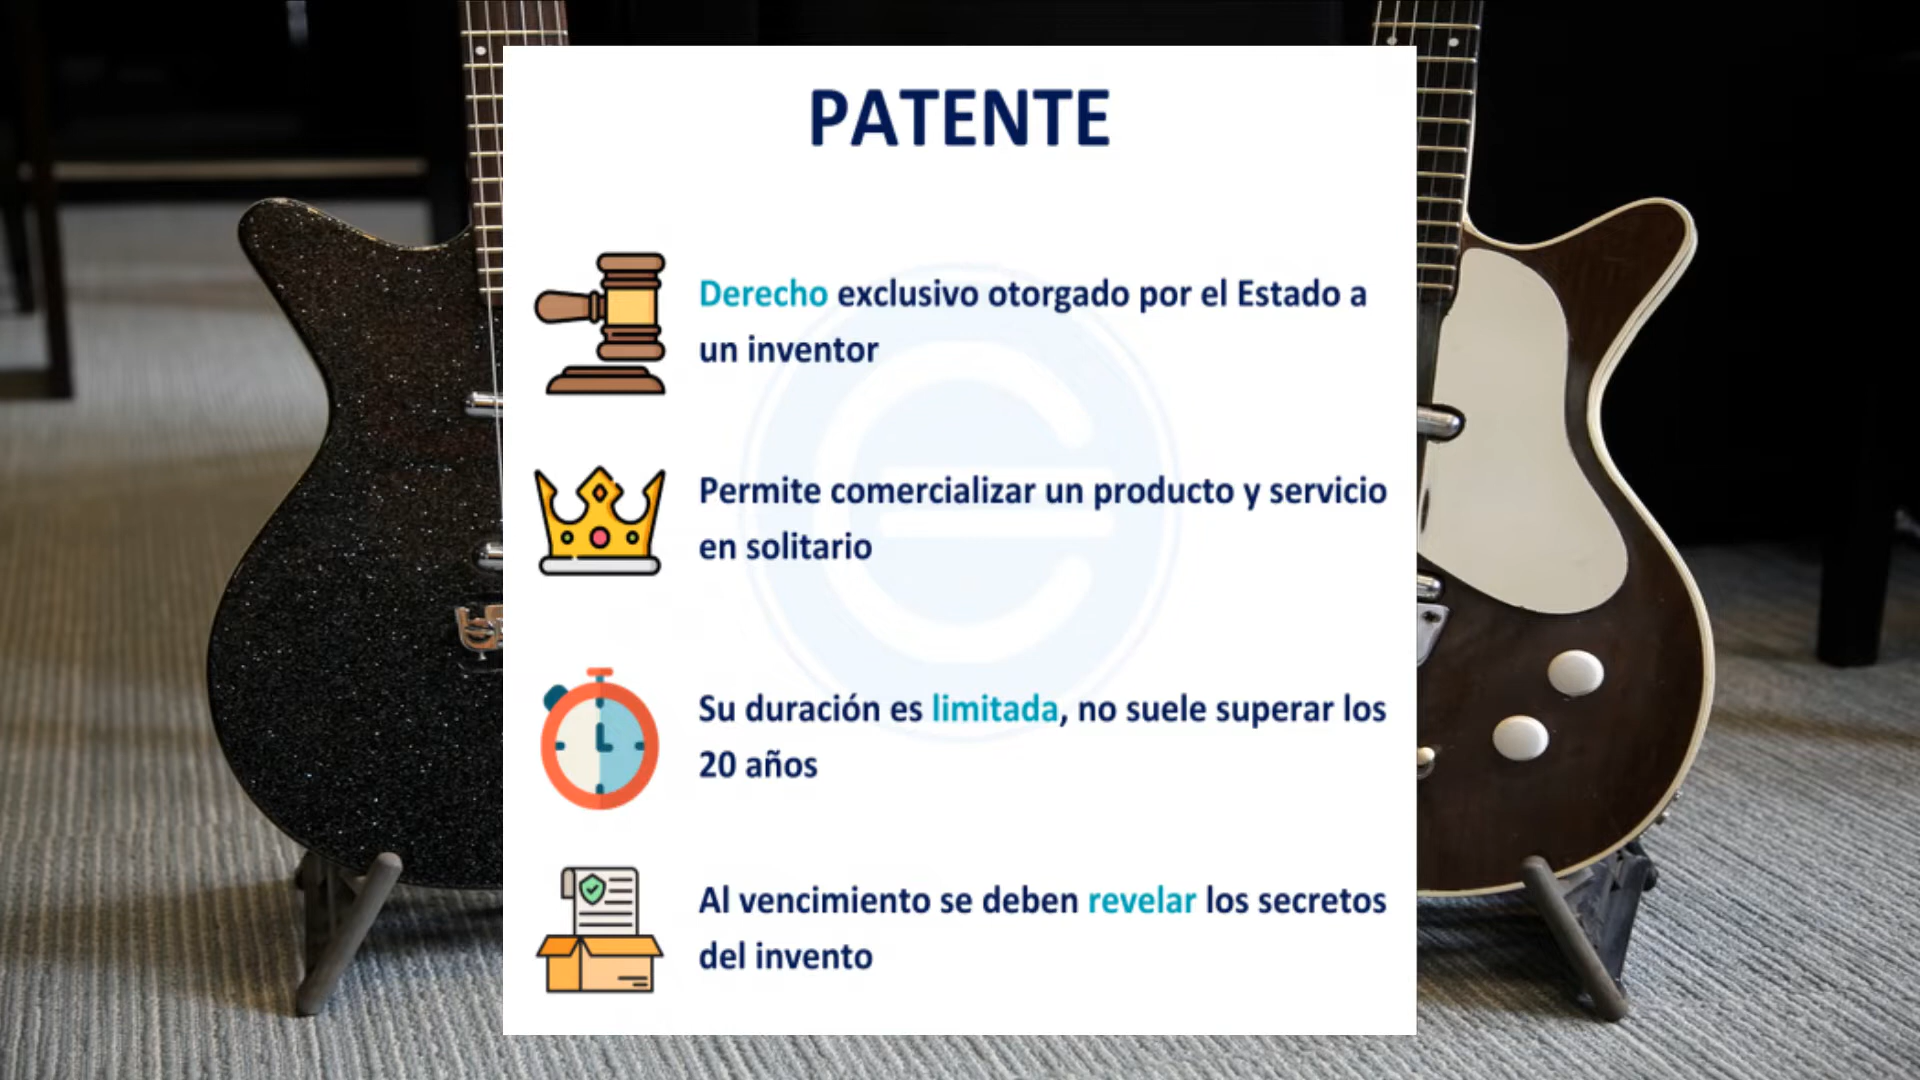 PATENTE
Derecho exclusivo otorgado por el Estado a
un inventor
Permite comercializar un producto y servicio
en solitario
Su duración es limitada, no suele superar los
20 años
Al vencimiento se deben revelar los secretos
del invento